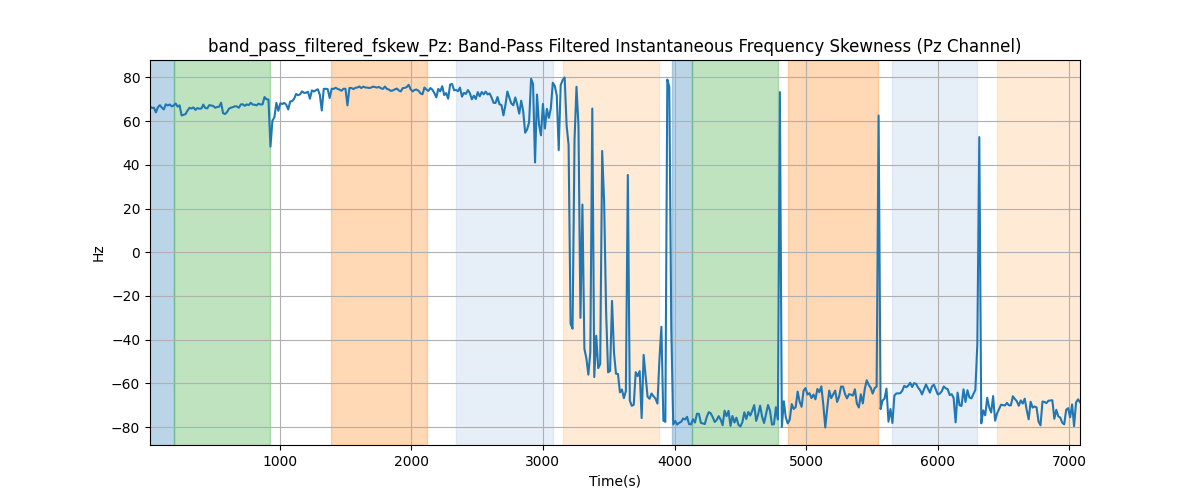 band_pass_filtered_fskew_Pz: Band-Pass Filtered Instantaneous Frequency Skewness (Pz Channel)
80
60
40
20
0
−20
−40
−60
−80
Hz
1000 2000 3000 4000 5000 6000 7000
Time(s)